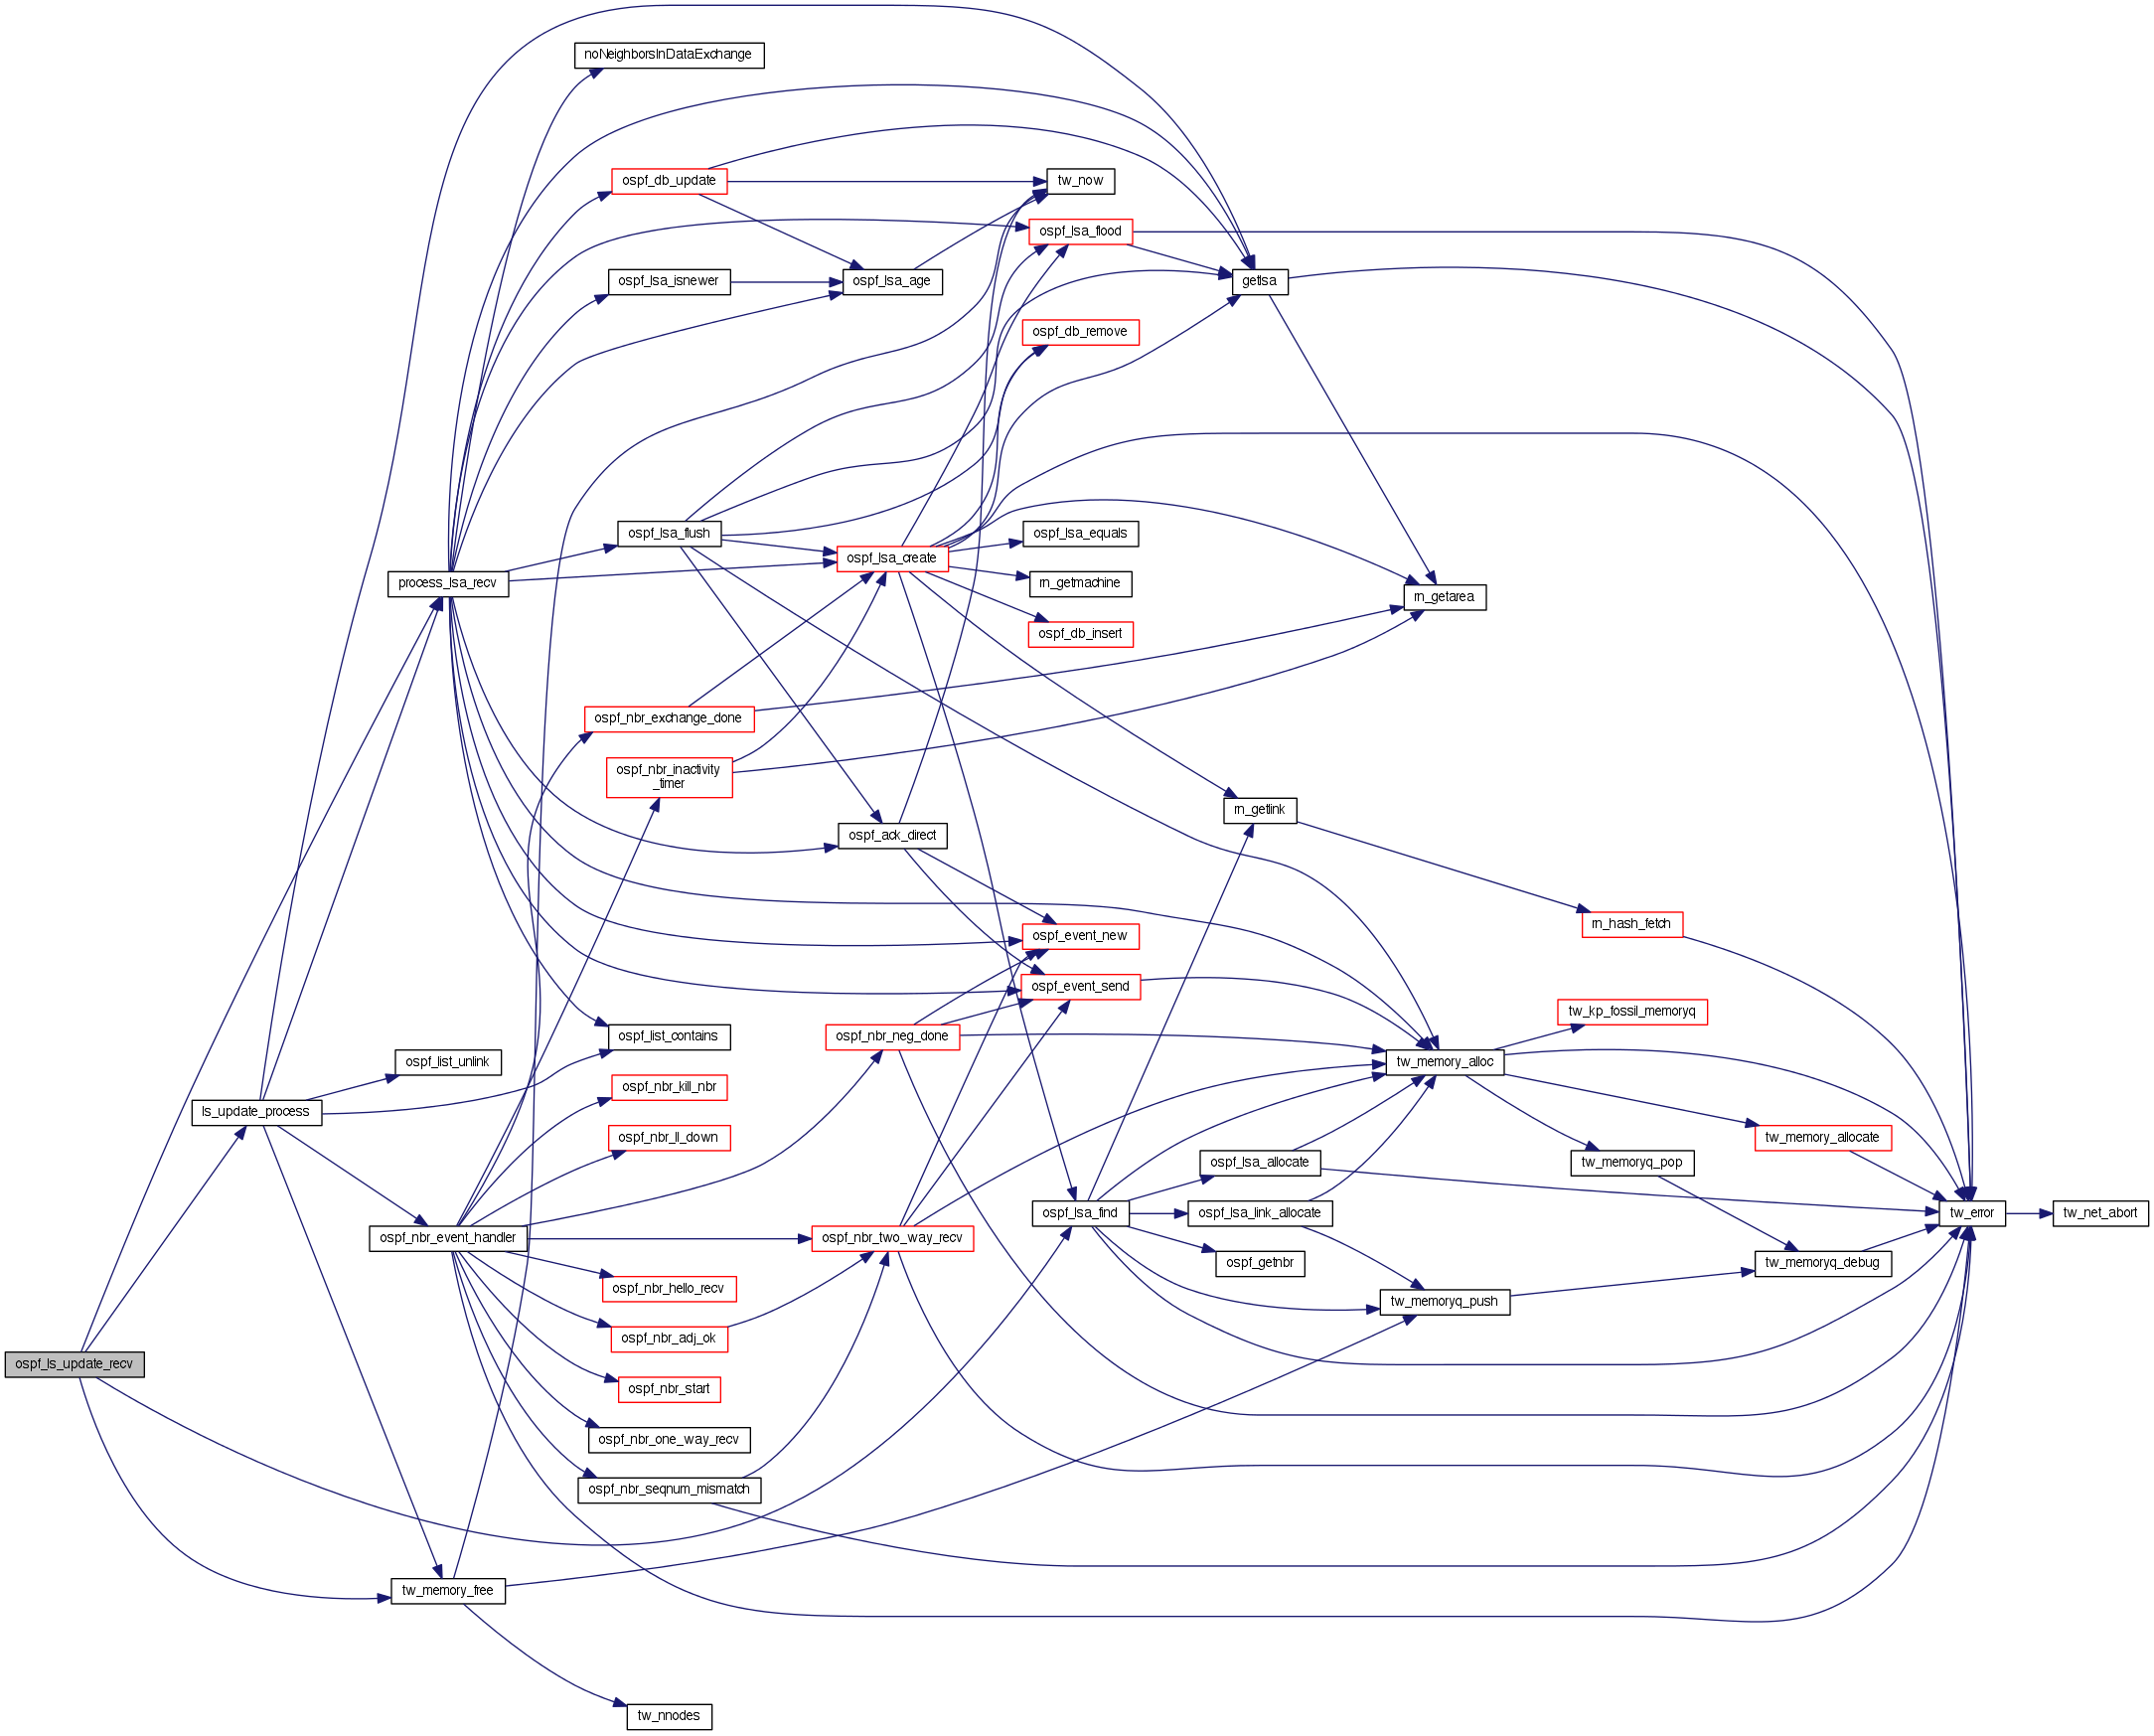 noNeighborsInDataExchange
ospf_db_update
tw_now
ospf_lsa_flood
ospf_lsa_isnewer
ospf_lsa_age
getlsa
ospf_db_remove
ospf_lsa_flush
ospf_lsa_equals
ospf_lsa_create
process_lsa_recv
rn_getmachine
rn_getarea
ospf_db_insert
ospf_nbr_exchange_done
ospf_nbr_inactivity
_timer
rn_getlink
ospf_ack_direct
rn_hash_fetch
ospf_event_new
ospf_event_send
tw_kp_fossil_memoryq
ospf_list_contains
ospf_nbr_neg_done
ospf_list_unlink
tw_memory_alloc
ospf_nbr_kill_nbr
ls_update_process
ospf_nbr_ll_down
tw_memory_allocate
ospf_lsa_allocate
tw_memoryq_pop
ospf_lsa_find
ospf_lsa_link_allocate
tw_error
tw_net_abort
ospf_nbr_event_handler
ospf_nbr_two_way_recv
ospf_getnbr
tw_memoryq_debug
ospf_nbr_hello_recv
tw_memoryq_push
ospf_nbr_adj_ok
ospf_ls_update_recv
ospf_nbr_start
ospf_nbr_one_way_recv
ospf_nbr_seqnum_mismatch
tw_memory_free
tw_nnodes